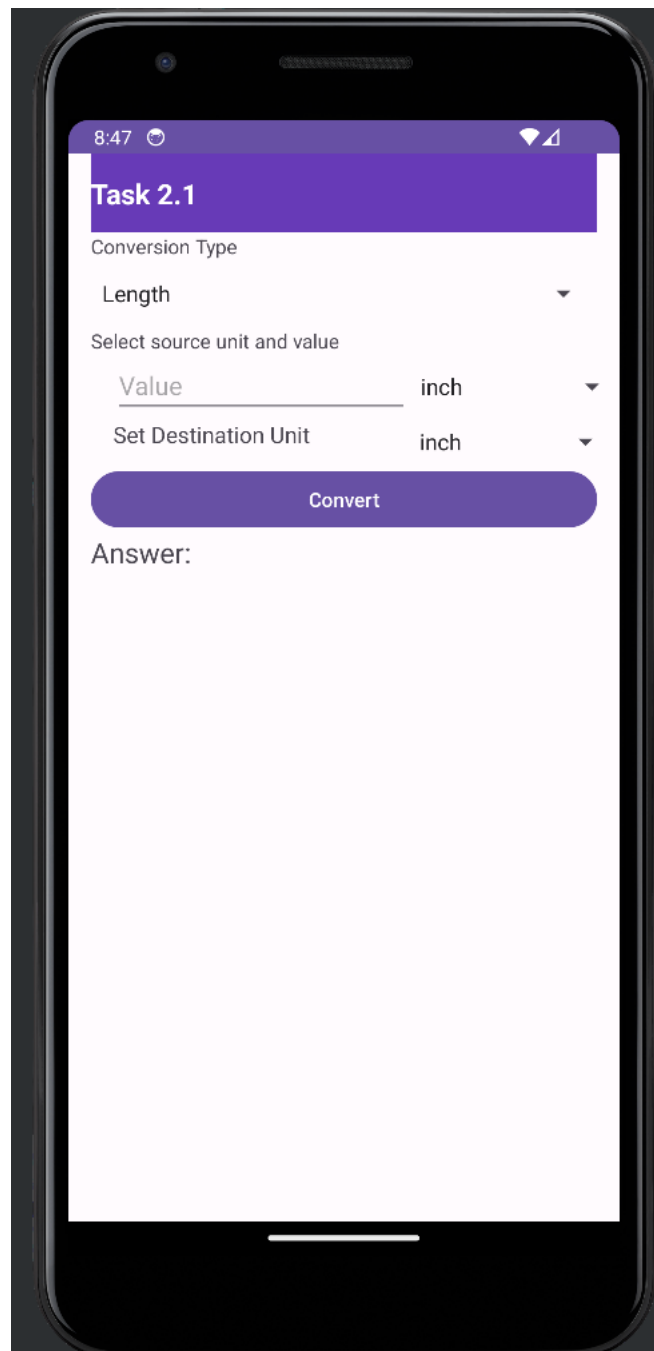 8:47
Task 2.1
Conversion Type
Length
Select source unit and value
Value inch
Set Destination Unit inch
Convert
Answer: